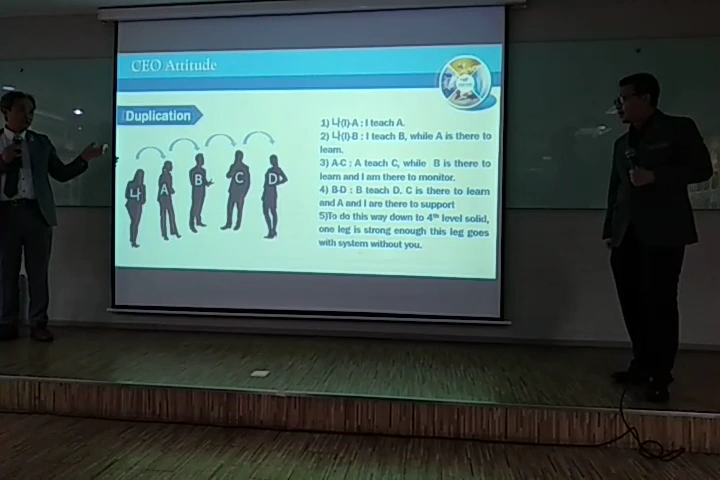 CEO Attitude
Duplication
나
A
B
C
D
1) 나(I)-A : I teach A.
2) 나(I)-B : I teach B, while A is there to
learn.
3) A-C : A teach C, while B is there to
learn and I am there to monitor.
4) B-D : B teach D. C is there to learn
and A and I are there to support
5)To do this way down to 4th level solid,
one leg is strong enough this leg goes
with system without you.